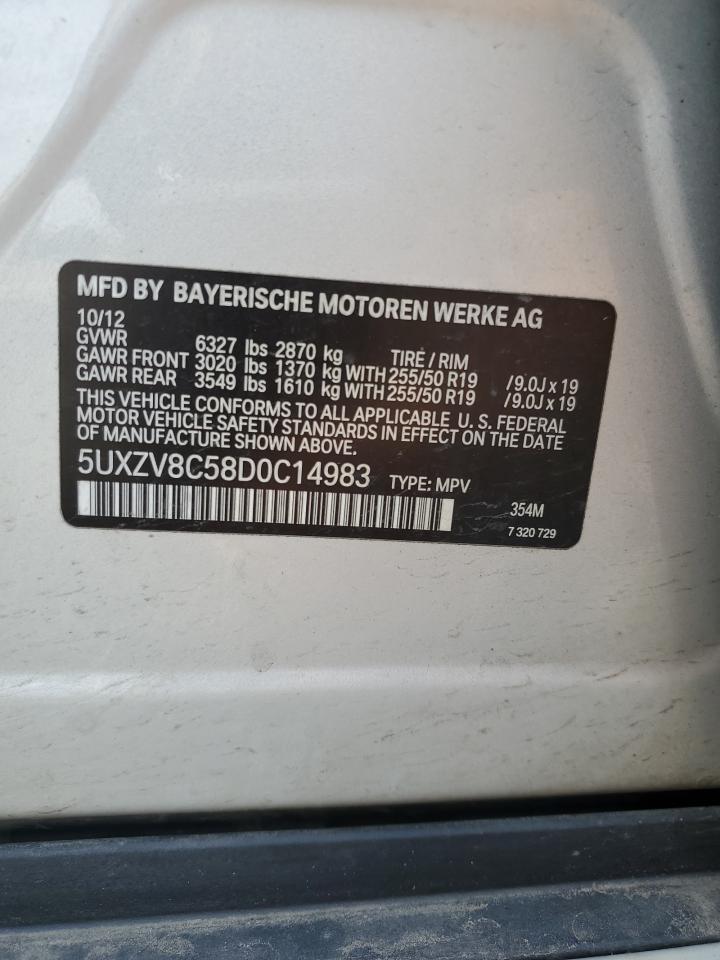 MFD BY BAYERISCHE MOTOREN WERKE AG
10/12
GVWR 6327 lbs 2870 kg TIRE / RIM
GAWR FRONT 3020 lbs 1370 kg WITH 255/50 R19 /9.0J x 19
GAWR REAR 3549 lbs 1610 kg WITH 255/50 R19 /9.0J x 19
THIS VEHICLE CONFORMS TO ALL APPLICABLE U. S. FEDERAL
MOTOR VEHICLE SAFETY STANDARDS IN EFFECT ON THE DATE
OF MANUFACTURE SHOWN ABOVE.
5UXZV8C58D0C14983 TYPE: MPV
354M
7 320 729